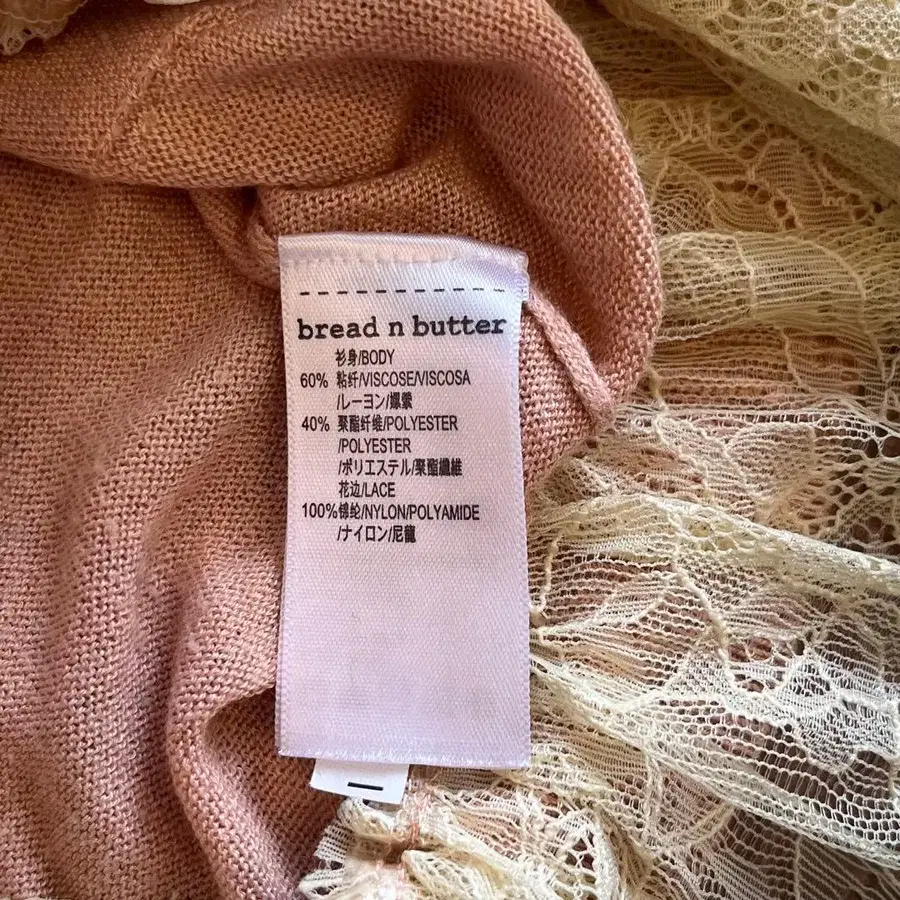 bread n butter
衫身/BODY
60% 粘纤/VISCOSE/VISCOSA
/レーヨン/嫘縈
40% 聚酯纤维/POLYESTER
/POLYESTER
/ポリエステル/聚酯纖維
花边/LACE
100%锦纶/NYLON/POLYAMIDE
/ナイロン/尼龍